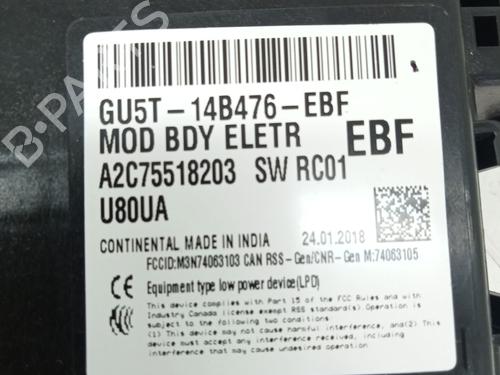 GU5T-14B476-EBF
MOD BDY ELETR EBF
A2C75518203 SW RC01
U80UA
CONTINENTAL MADE IN INDIA 24.01.2018
FCCID:M3N74063103 CAN RSS-Gen/CNR-Gen M:74063105
CE Equipment type low power device(LPD)
This device complies with Part 15 of the FCC Rules and with
Industry Canada license exempt RSS standard(s).
Operation is subject to the following two conditions
(1) This device may not cause harmful interference, and(2) This
device must accept any interference received, including
interference that may cause undesired operation
B-PARTS